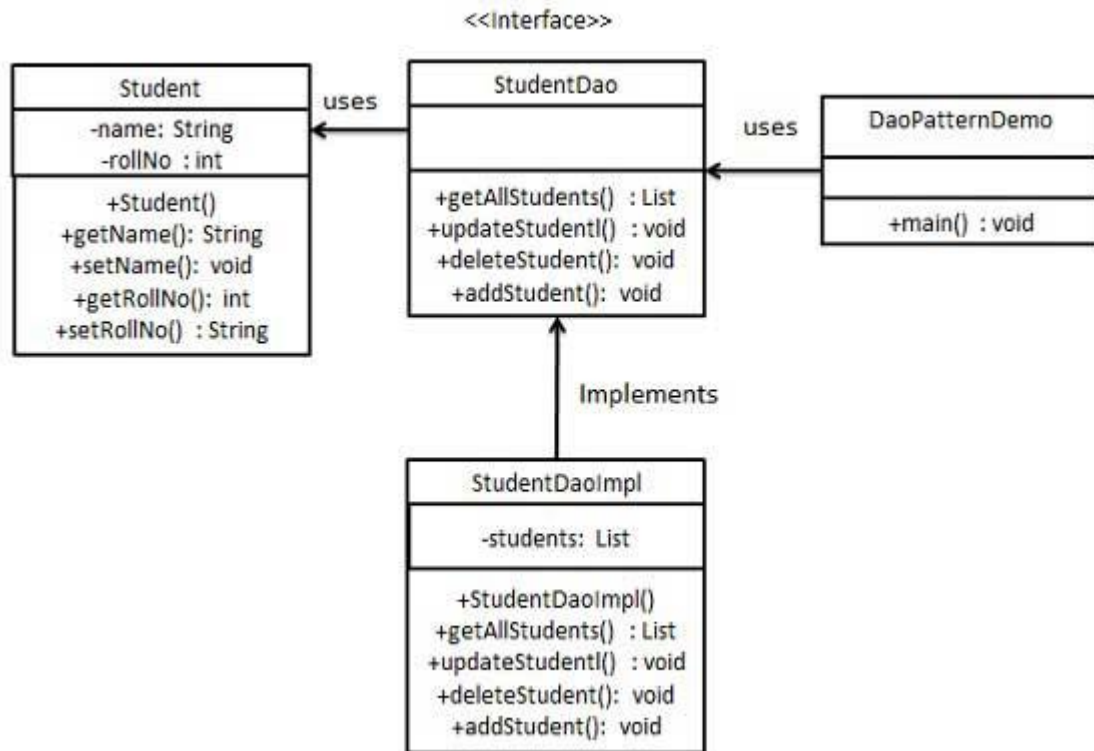 <<Interface>>
Student
-name: String
-rollNo : int
+Student()
+getName(): String
+setName(): void
+getRollNo(): int
+setRollNo() : String
uses
StudentDao
+getAllStudents() : List
+updateStudentl() : void
+deleteStudent(): void
+addStudent(): void
uses
DaoPatternDemo
+main() : void
Implements
StudentDaoImpl
-students: List
+StudentDaoImpl()
+getAllStudents() : List
+updateStudentl() : void
+deleteStudent(): void
+addStudent(): void